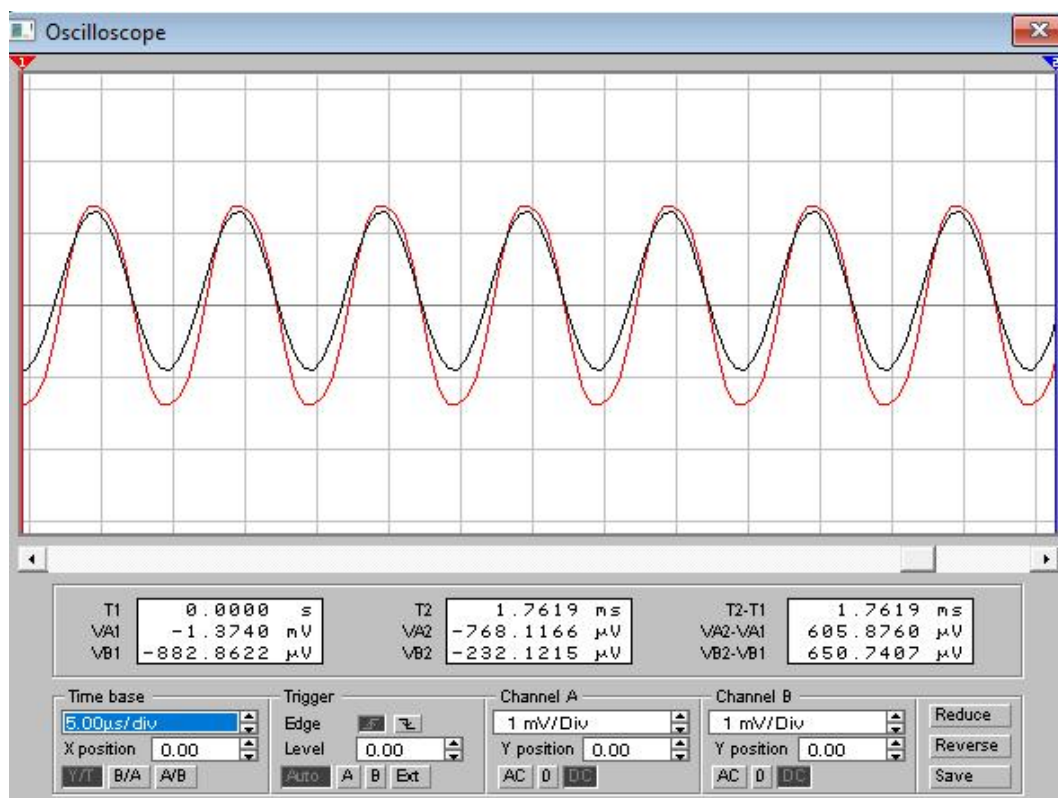 Oscilloscope
1 2
T1 0.0000 s T2 1.7619 ms T2-T1 1.7619 ms
VA1 -1.3740 mV VA2 -768.1166 µV VA2-VA1 605.8760 µV
VB1 -882.8622 µV VB2 -232.1215 µV VB2-VB1 650.7407 µV
Time base Trigger Channel A Channel B
5.00µs/div Edge 1 mV/Div 1 mV/Div Reduce
X position 0.00 Level 0.00 Y position 0.00 Y position 0.00 Reverse
Y/T B/A A/B Auto A B Ext AC 0 DC AC 0 DC Save